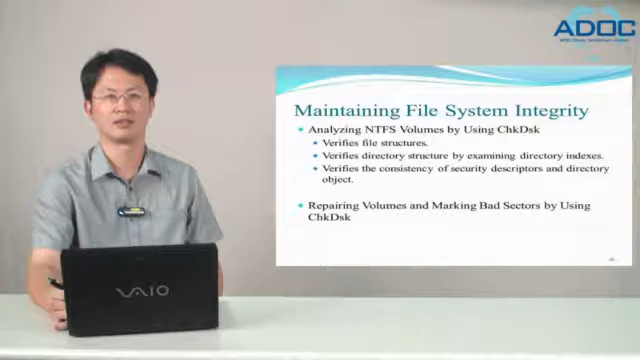 ADOC
Maintaining File System Integrity
Analyzing NTFS Volumes by Using ChkDsk
Verifies file structures.
Verifies directory structure by examining directory indexes.
Verifies the consistency of security descriptors and directory
object.
Repairing Volumes and Marking Bad Sectors by Using
ChkDsk
VAIO